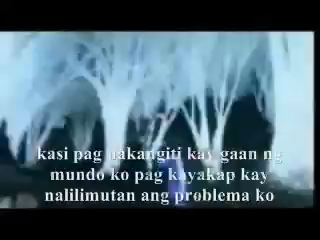 kasi pag nakangiti kay gaan ng
mundo ko pag kayakap kay
nalilimutan ang problema ko